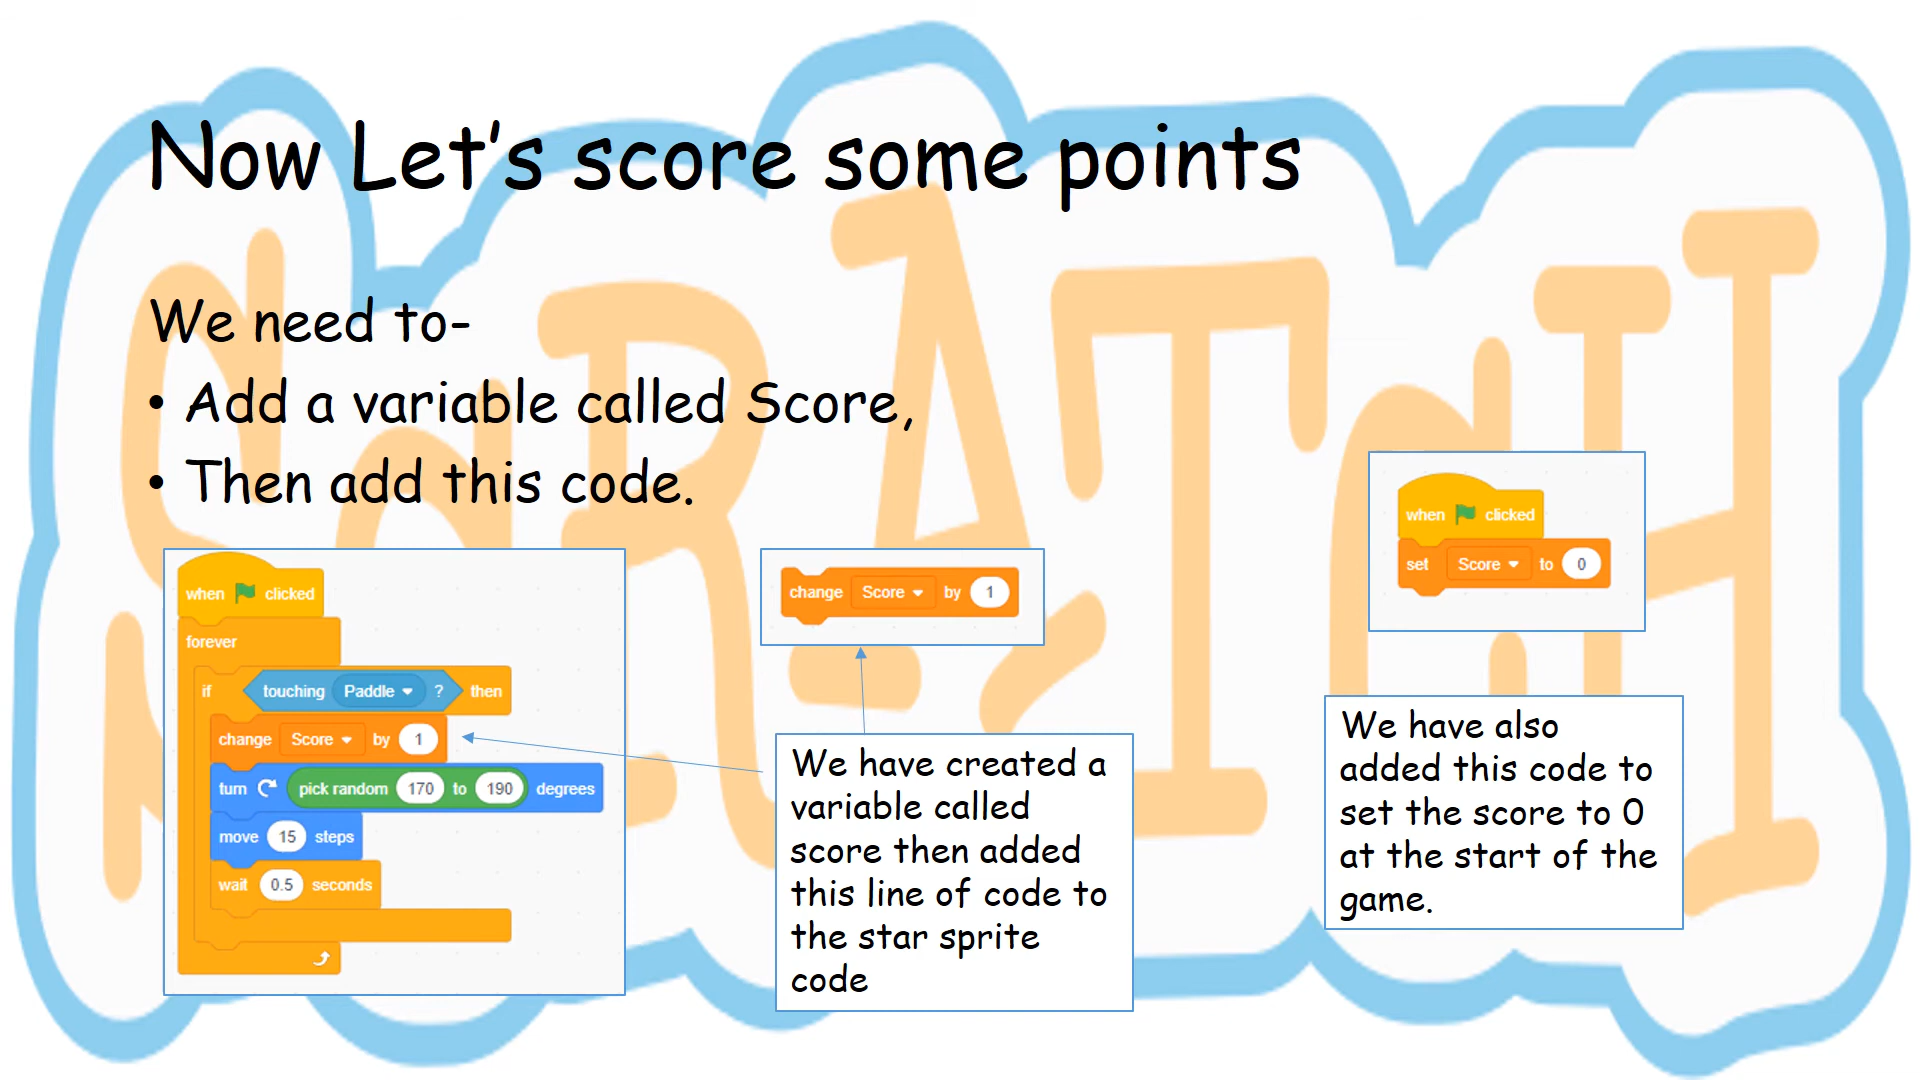 Now Let's score some points
We need to-
• Add a variable called Score,
• Then add this code.
when clicked
forever
if touching Paddle ? then
change Score by 1
turn pick random 170 to 190 degrees
move 15 steps
wait 0.5 seconds
change Score by 1
We have created a
variable called
score then added
this line of code to
the star sprite
code
when clicked
set Score to 0
We have also
added this code to
set the score to 0
at the start of the
game.
SCRATCH